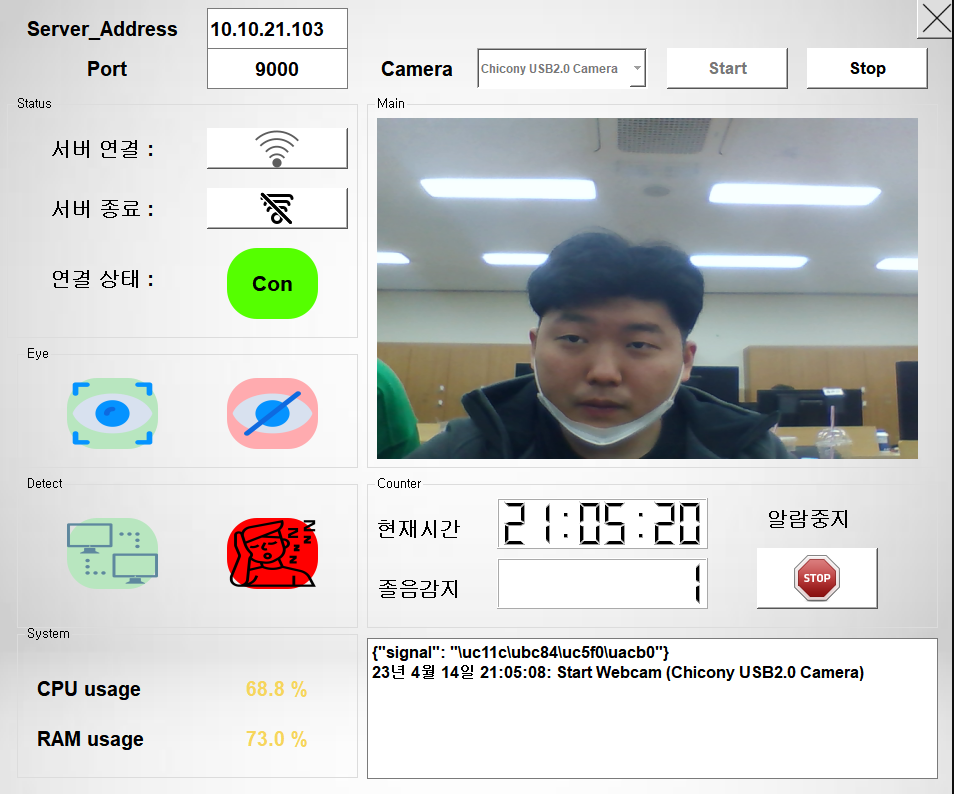 Server_Address
10.10.21.103
Port
9000
Camera
Chicony USB2.0 Camera
Start
Stop
Status
서버 연결 :
서버 종료 :
연결 상태 :
Con
Main
Eye
Detect
N N N N N N
Counter
현재시간
21:05:20
알람중지
졸음감지
1
STOP
System
CPU usage
68.8 %
RAM usage
73.0 %
{"signal": "\uc11c\ubc84\uc5f0\uacb0"}
23년 4월 14일 21:05:08: Start Webcam (Chicony USB2.0 Camera)